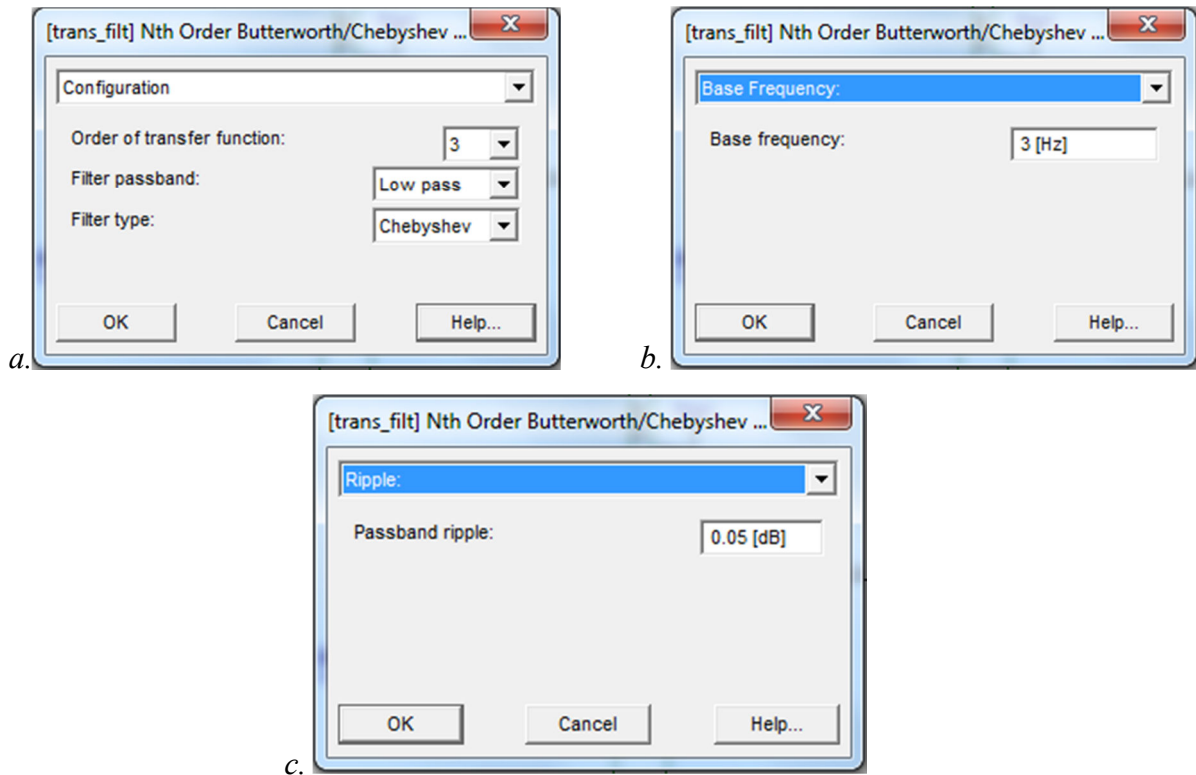 [trans_filt] Nth Order Butterworth/Chebyshev ...
Configuration
Order of transfer function: 3
Filter passband: Low pass
Filter type: Chebyshev
OK Cancel Help...
a.
[trans_filt] Nth Order Butterworth/Chebyshev ...
Base Frequency:
Base frequency: 3 [Hz]
OK Cancel Help...
b.
[trans_filt] Nth Order Butterworth/Chebyshev ...
Ripple:
Passband ripple: 0.05 [dB]
OK Cancel Help...
c.